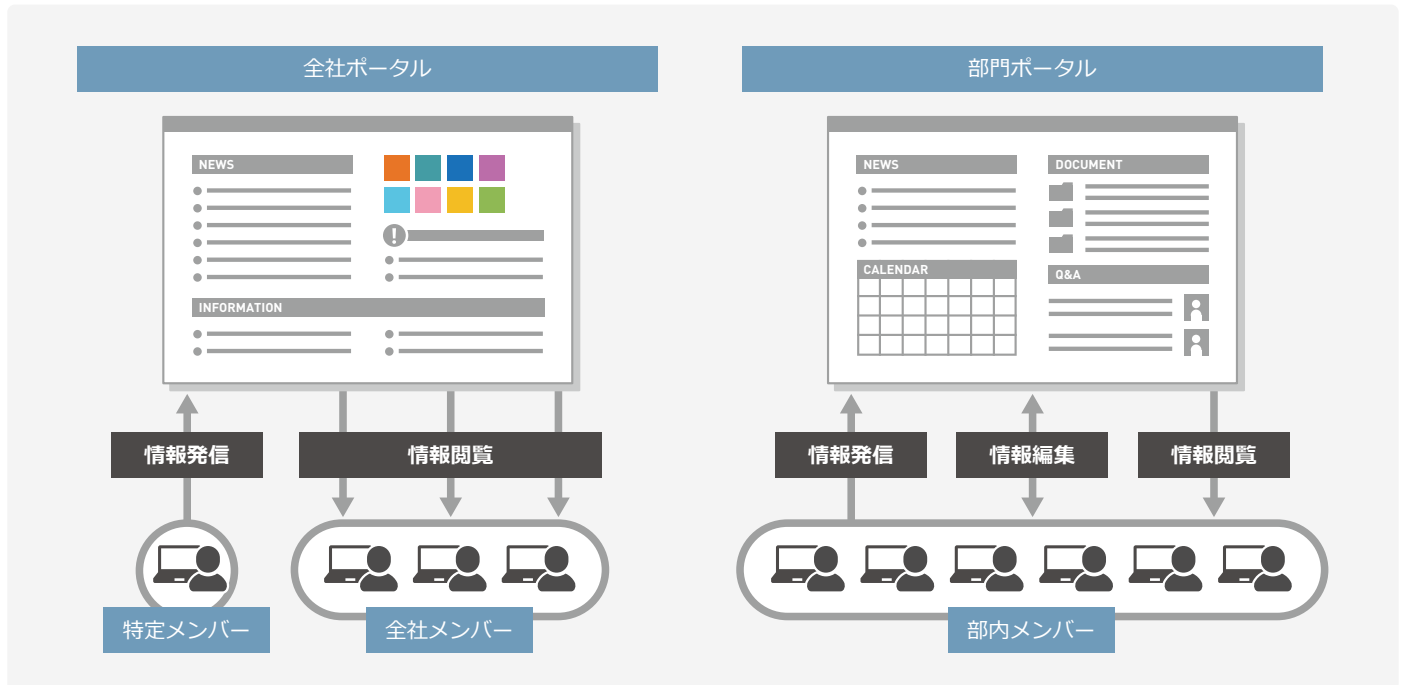 全社ポータル
NEWS
INFORMATION
情報発信
情報閲覧
特定メンバー
全社メンバー
部門ポータル
NEWS
DOCUMENT
CALENDAR
Q&A
情報発信
情報編集
情報閲覧
部内メンバー